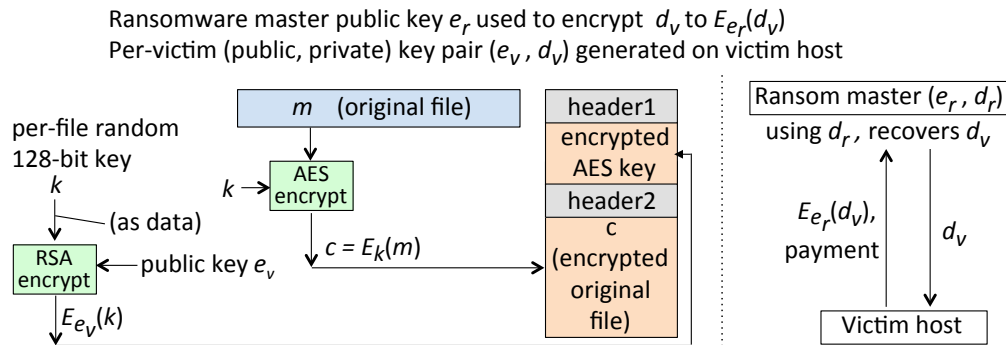 Ransomware master public key e_r used to encrypt d_v to E_{e_r}(d_v)
Per-victim (public, private) key pair (e_v , d_v) generated on victim host
per-file random
128-bit key
k
(as data)
RSA
encrypt
public key e_v
E_{e_v}(k)
m (original file)
k
AES
encrypt
c = E_k(m)
header1
encrypted
AES key
header2
c
(encrypted
original
file)
Ransom master (e_r , d_r)
using d_r , recovers d_v
E_{e_r}(d_v),
payment
d_v
Victim host